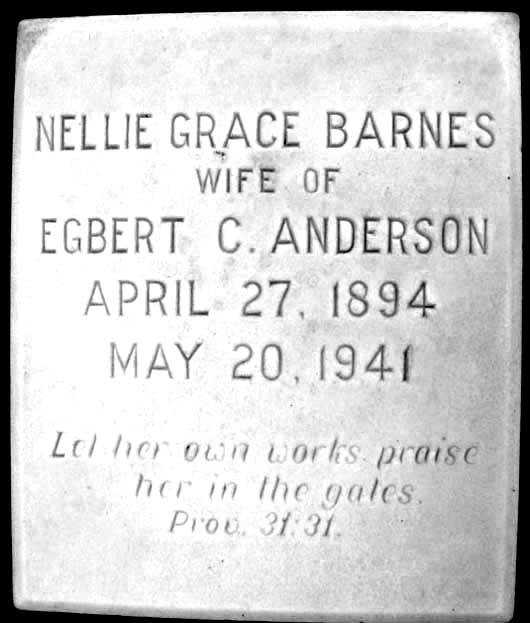 NELLIE GRACE BARNES
WIFE OF
EGBERT C. ANDERSON
APRIL 27, 1894
MAY 20, 1941
Let her own works praise
her in the gates.
Prov. 31:31.